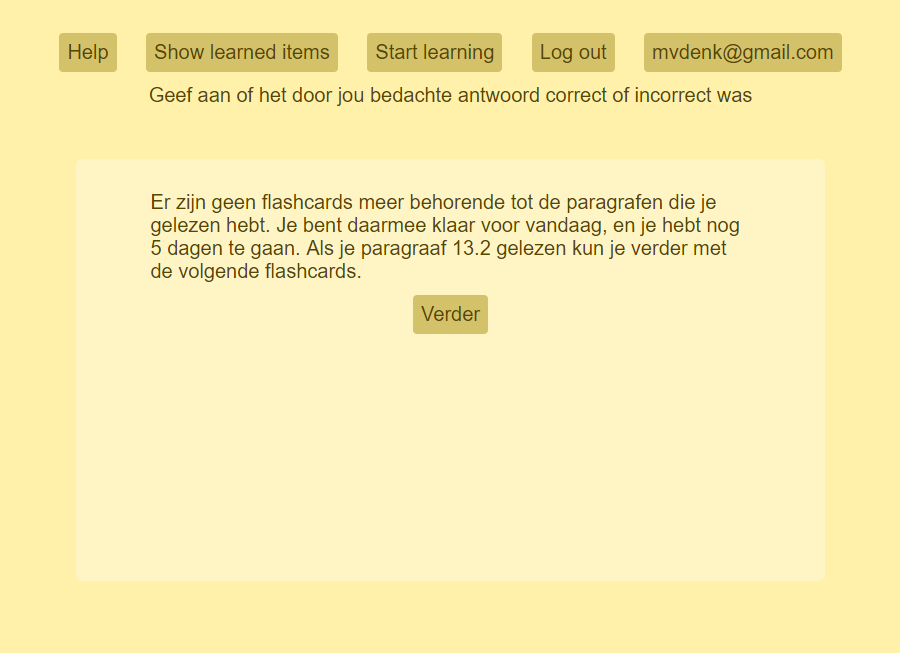 Help Show learned items Start learning Log out mvdenk@gmail.com
Geef aan of het door jou bedachte antwoord correct of incorrect was
Er zijn geen flashcards meer behorende tot de paragrafen die je
gelezen hebt. Je bent daarmee klaar voor vandaag, en je hebt nog
5 dagen te gaan. Als je paragraaf 13.2 gelezen kun je verder met
de volgende flashcards.
Verder